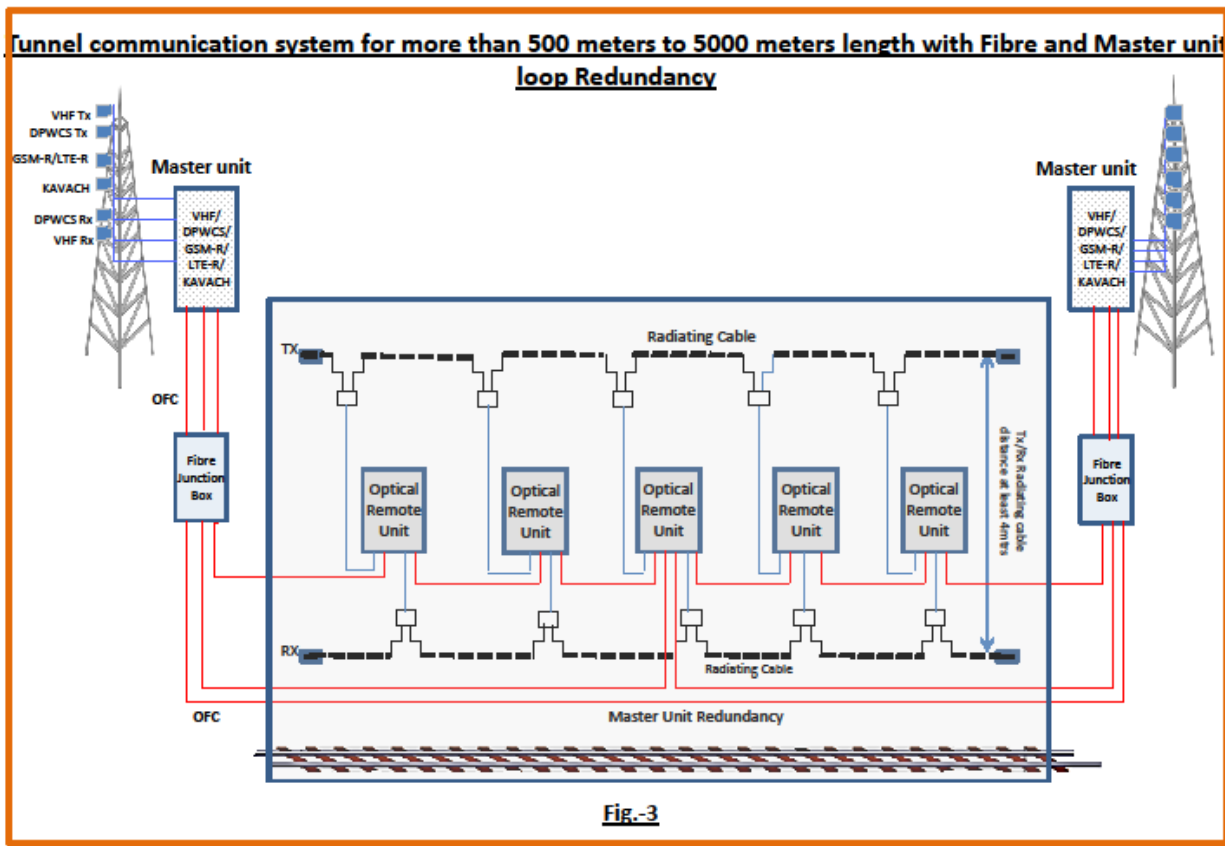 Tunnel communication system for more than 500 meters to 5000 meters length with Fibre and Master unit
loop Redundancy
VHF Tx
DPWCS Tx
GSM-R/LTE-R
KAVACH
DPWCS Rx
VHF Rx
Master unit
VHF/
DPWCS/
GSM-R/
LTE-R/
KAVACH
Master unit
VHF/
DPWCS/
GSM-R/
LTE-R/
KAVACH
OFC
Fibre
Junction
Box
Radiating Cable
TX
Optical
Remote
Unit
Optical
Remote
Unit
Optical
Remote
Unit
Optical
Remote
Unit
Optical
Remote
Unit
Tx/Rx Radiating cable
distance at least 4mtrs
Fibre
Junction
Box
RX
Radiating Cable
OFC
Master Unit Redundancy
Fig.-3